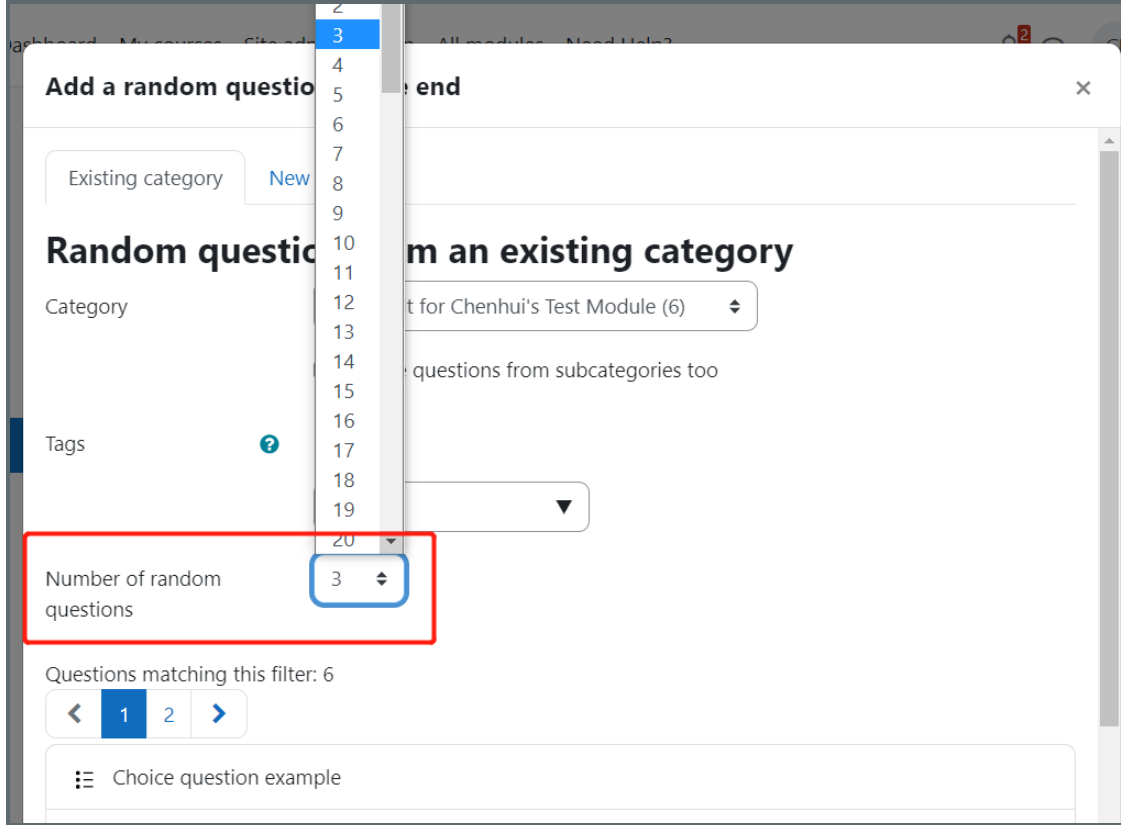 My courses
All modules Need Help?
2
2
3
4
5
6
7
8
9
10
11
12
13
14
15
16
17
18
19
20
Add a random questio e end
×
Existing category New
Random questio m an existing category
Category t for Chenhui's Test Module (6)
questions from subcategories too
Tags ?
Number of random 3
questions
Questions matching this filter: 6
1 2
Choice question example